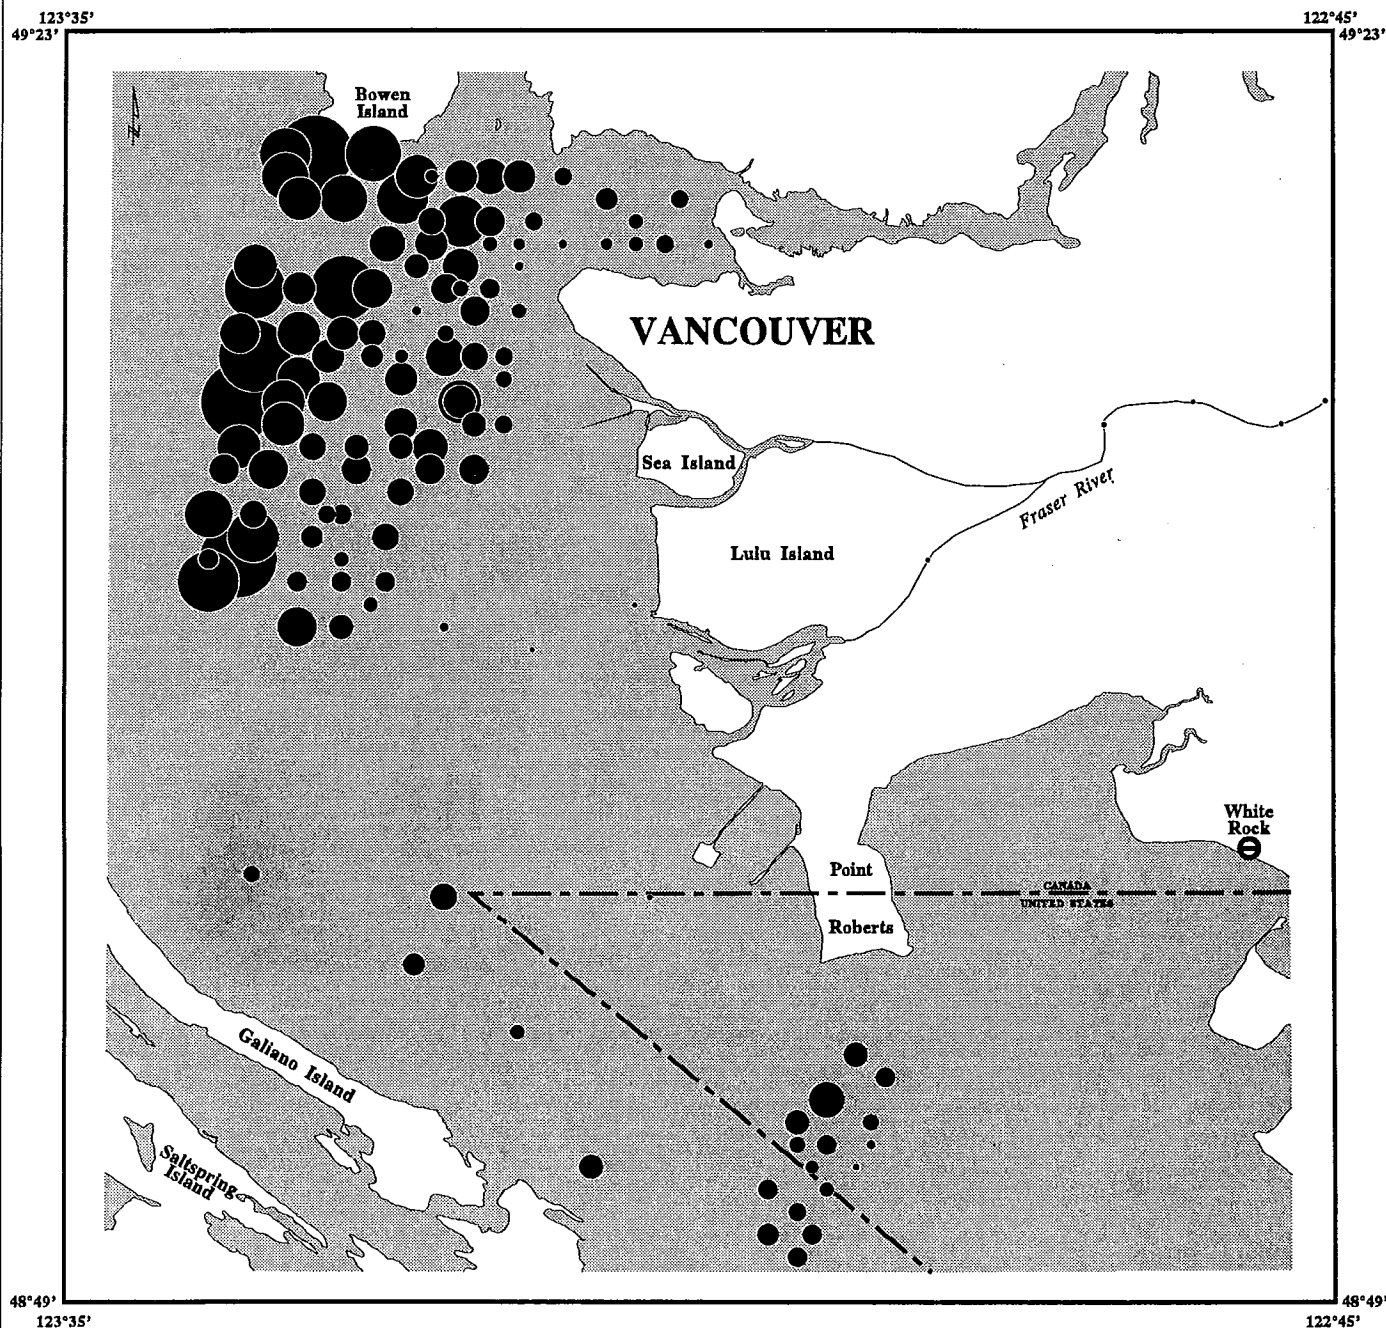 123°35'
122°45'
49°23'
49°23'
Bowen
Island
N
VANCOUVER
Sea Island
Fraser River
Lulu Island
White
Rock
Point
CANADA
UNITED STATES
Roberts
Galiano Island
Saltspring
Island
48°49'
48°49'
123°35'
122°45'